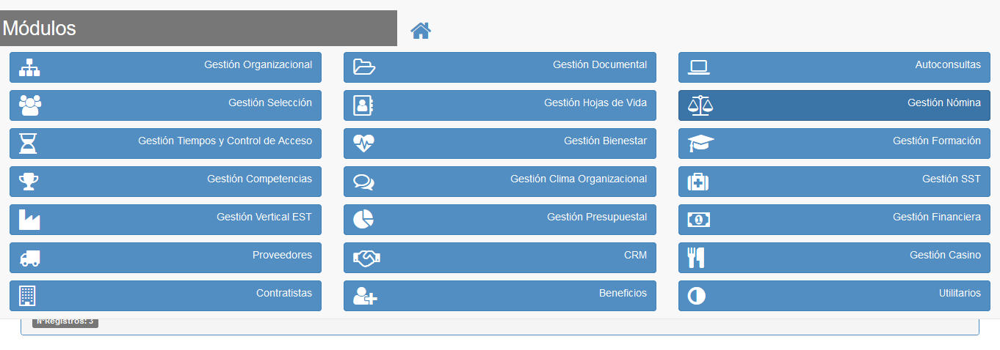 Módulos
Gestión Organizacional
Gestión Documental
Autoconsultas
Gestión Selección
Gestión Hojas de Vida
Gestión Nómina
Gestión Tiempos y Control de Acceso
Gestión Bienestar
Gestión Formación
Gestión Competencias
Gestión Clima Organizacional
Gestión SST
Gestión Vertical EST
Gestión Presupuestal
Gestión Financiera
Proveedores
CRM
Gestión Casino
Contratistas
Beneficios
Utilitarios
N°Registros: 3